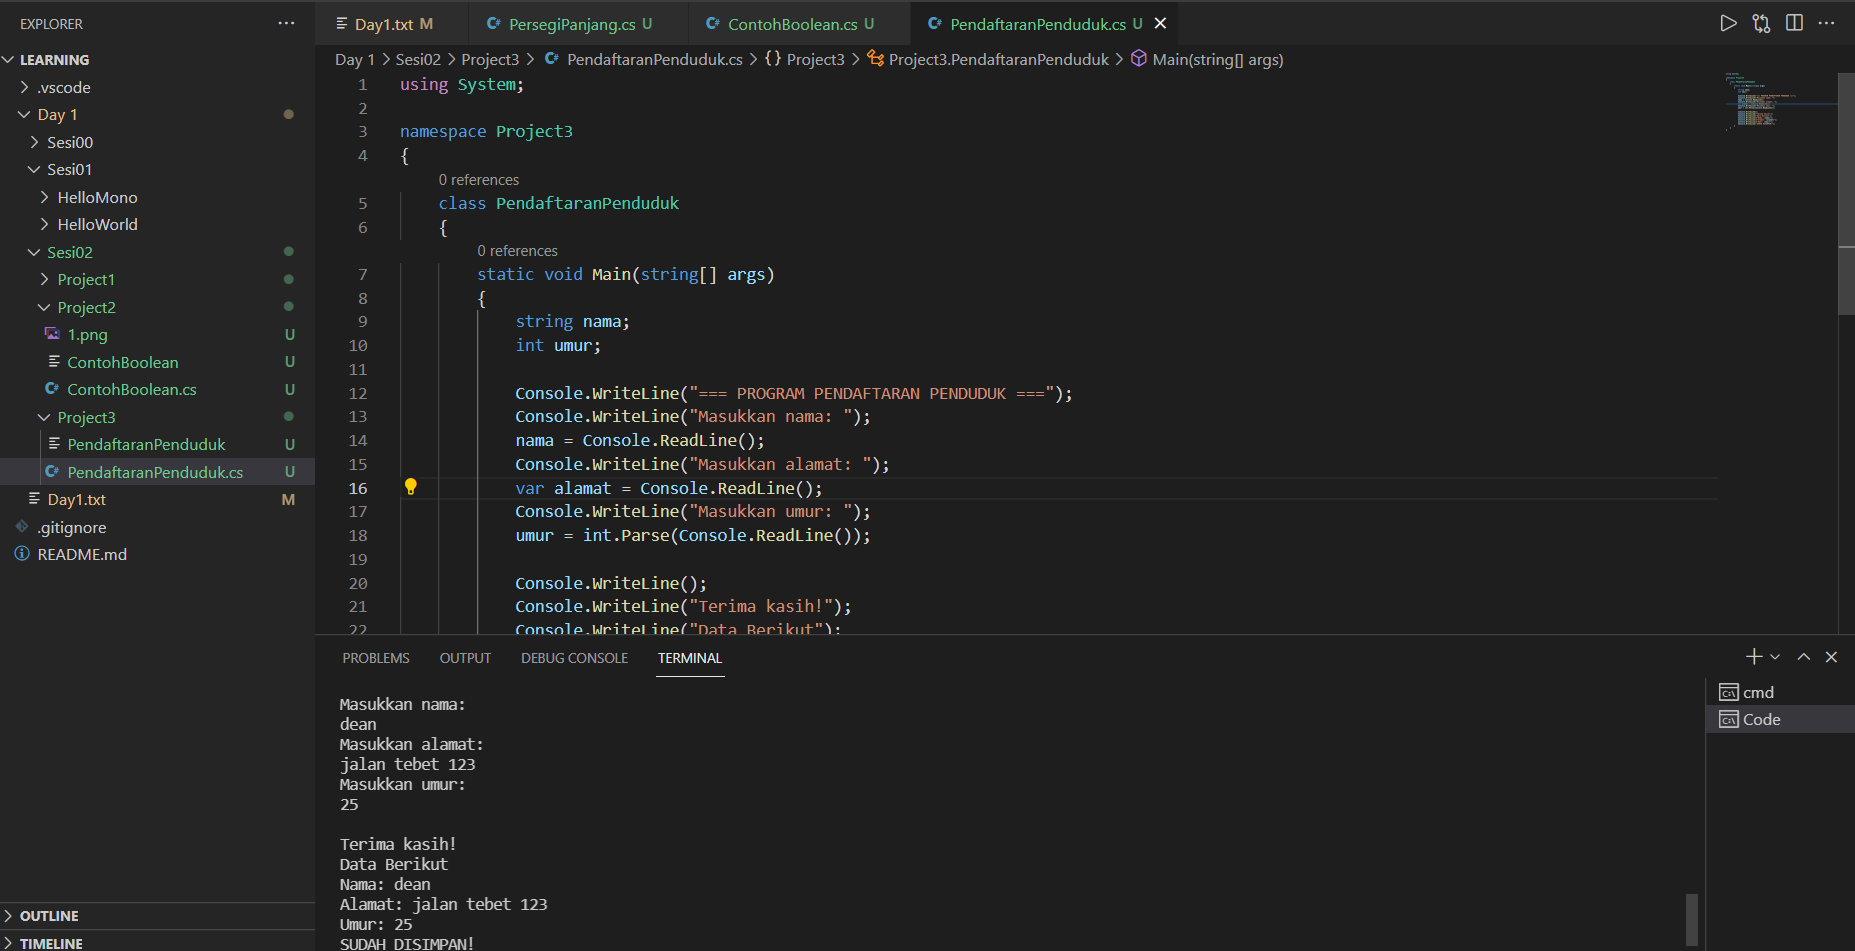 EXPLORER
LEARNING
.vscode
Day 1
Sesi00
Sesi01
HelloMono
HelloWorld
Sesi02
Project1
Project2
1.png U
ContohBoolean U
ContohBoolean.cs U
Project3
PendaftaranPenduduk U
PendaftaranPenduduk.cs U
Day1.txt M
.gitignore
README.md
OUTLINE
TIMELINE
Day1.txt M PersegiPanjang.cs U ContohBoolean.cs U PendaftaranPenduduk.cs U
Day 1 > Sesi02 > Project3 > PendaftaranPenduduk.cs > {} Project3 > Project3.PendaftaranPenduduk > Main(string[] args)
1 using System;
2
3 namespace Project3
4 {
0 references
5 class PendaftaranPenduduk
6 {
0 references
7 static void Main(string[] args)
8 {
9 string nama;
10 int umur;
11
12 Console.WriteLine("=== PROGRAM PENDAFTARAN PENDUDUK ===");
13 Console.WriteLine("Masukkan nama: ");
14 nama = Console.ReadLine();
15 Console.WriteLine("Masukkan alamat: ");
16 var alamat = Console.ReadLine();
17 Console.WriteLine("Masukkan umur: ");
18 umur = int.Parse(Console.ReadLine());
19
20 Console.WriteLine();
21 Console.WriteLine("Terima kasih!");
22 Console.WriteLine("Data Berikut");
PROBLEMS OUTPUT DEBUG CONSOLE TERMINAL
Masukkan nama:
dean
Masukkan alamat:
jalan tebet 123
Masukkan umur:
25
Terima kasih!
Data Berikut
Nama: dean
Alamat: jalan tebet 123
Umur: 25
SUDAH DISIMPAN!
cmd
Code